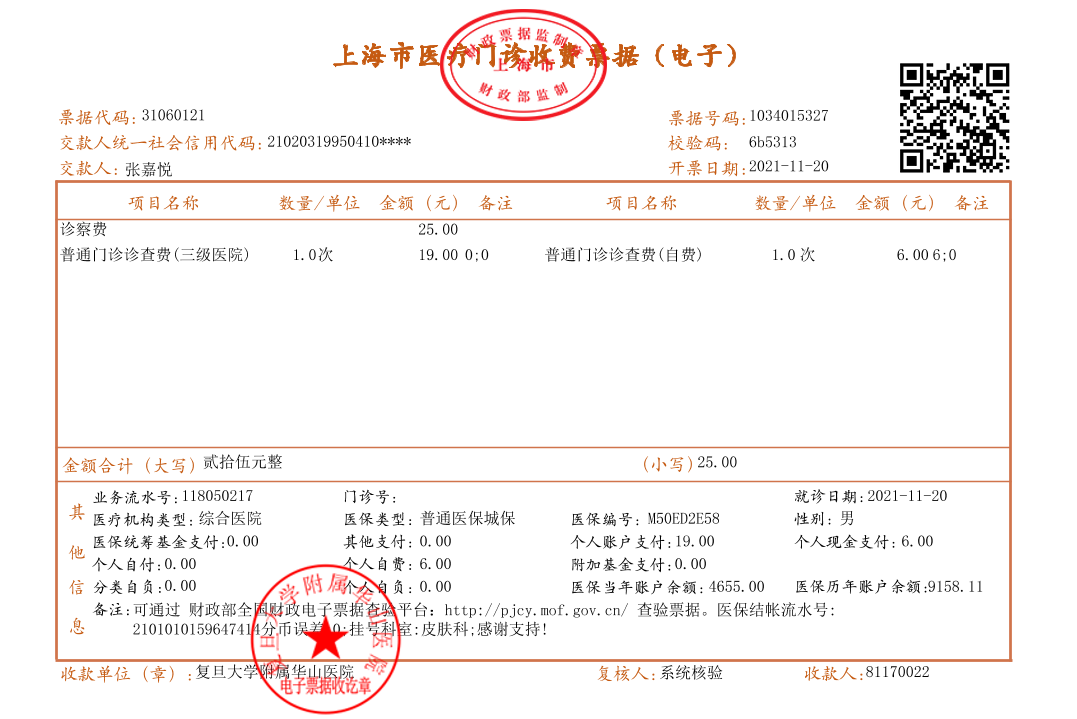 上海市医疗门诊收费票据（电子）
财政票据监制章
上海市
财政部监制
票据代码: 31060121
票据号码: 1034015327
交款人统一社会信用代码: 21020319950410****
校验码: 6b5313
交款人: 张嘉悦
开票日期: 2021-11-20
项目名称 数量/单位 金额（元） 备注 项目名称 数量/单位 金额（元） 备注
诊察费 25.00
普通门诊诊查费(三级医院) 1.0次 19.00 0;0 普通门诊诊查费(自费) 1.0 次 6.00 6;0
金额合计（大写）贰拾伍元整 （小写）25.00
其他信息
业务流水号: 118050217 门诊号: 就诊日期: 2021-11-20
医疗机构类型: 综合医院 医保类型: 普通医保城保 医保编号: M50ED2E58 性别: 男
医保统筹基金支付: 0.00 其他支付: 0.00 个人账户支付: 19.00 个人现金支付: 6.00
个人自付: 0.00 个人自费: 6.00 附加基金支付: 0.00
分类自负: 0.00 个人自负: 0.00 医保当年账户余额: 4655.00 医保历年账户余额: 9158.11
备注: 可通过 财政部全国财政电子票据查验平台: http://pjcy.mof.gov.cn/ 查验票据。医保结帐流水号:
2101010159647414分币误差 0;挂号科室:皮肤科;感谢支持!
收款单位（章）: 复旦大学附属华山医院 复核人: 系统核验 收款人: 81170022
复旦大学附属华山医院
电子票据收讫章